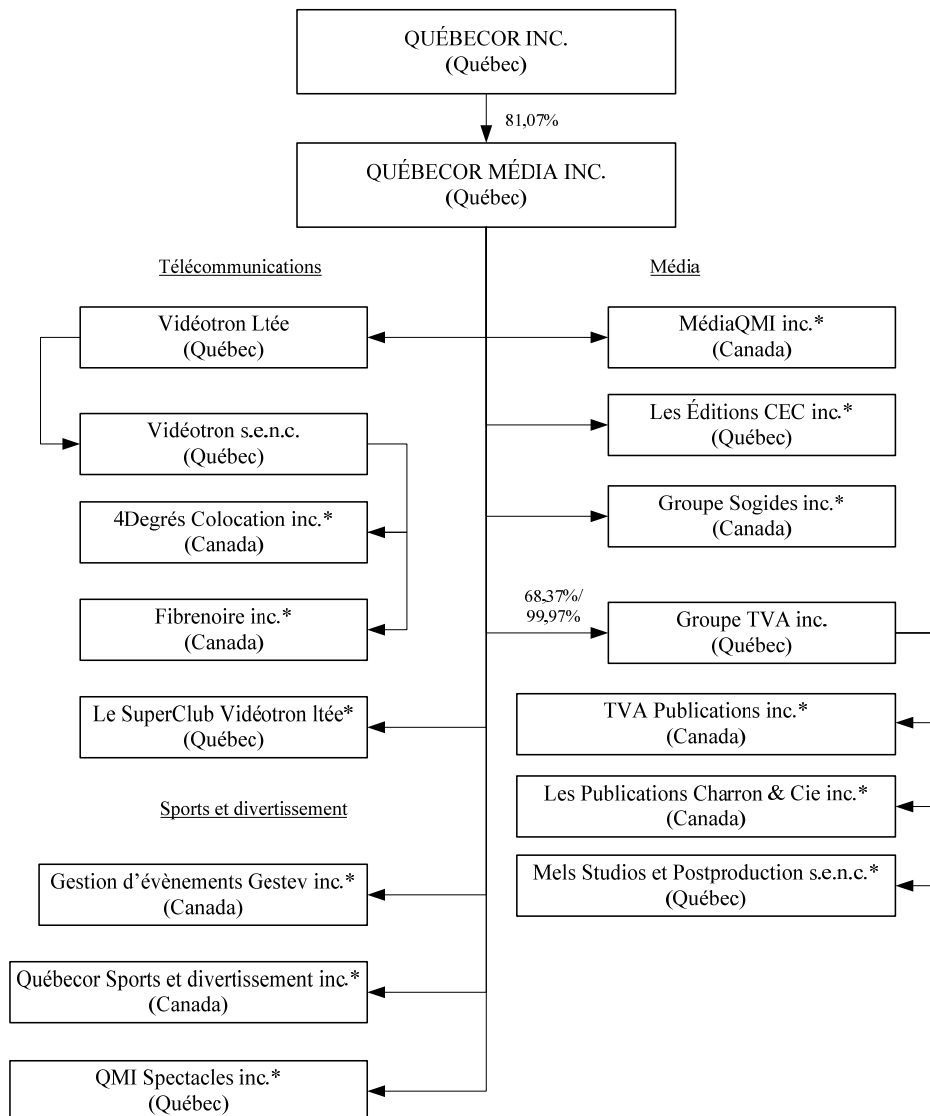 QUÉBECOR INC.
(Québec)
81,07%
QUÉBECOR MÉDIA INC.
(Québec)
Télécommunications
Vidéotron Ltée
(Québec)
Vidéotron s.e.n.c.
(Québec)
4Degrés Colocation inc.*
(Canada)
Fibrenoire inc.*
(Canada)
Le SuperClub Vidéotron ltée*
(Québec)
Sports et divertissement
Gestion d’évènements Gestev inc.*
(Canada)
Québecor Sports et divertissement inc.*
(Canada)
QMI Spectacles inc.*
(Québec)
Média
MédiaQMI inc.*
(Canada)
Les Éditions CEC inc.*
(Québec)
Groupe Sogides inc.*
(Canada)
68,37%/
99,97%
Groupe TVA inc.
(Québec)
TVA Publications inc.*
(Canada)
Les Publications Charron & Cie inc.*
(Canada)
Mels Studios et Postproduction s.e.n.c.*
(Québec)